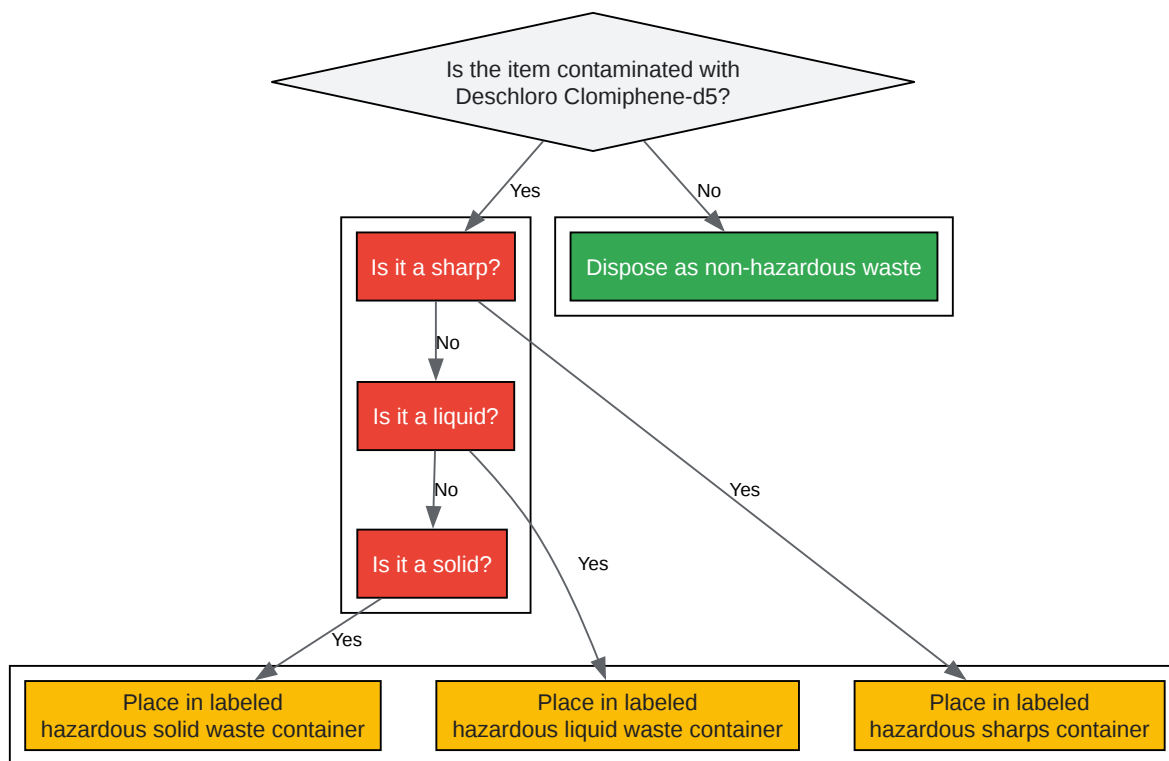 Is the item contaminated with
Deschloro Clomiphene-d5?
Yes
No
Is it a sharp?
Dispose as non-hazardous waste
No
Is it a liquid?
No
Yes
Is it a solid?
Yes
Yes
Place in labeled
hazardous solid waste container
Place in labeled
hazardous liquid waste container
Place in labeled
hazardous sharps container